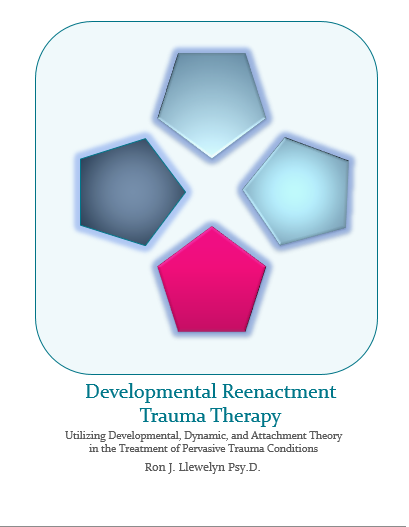 Developmental Reenactment
Trauma Therapy
Utilizing Developmental, Dynamic, and Attachment Theory
in the Treatment of Pervasive Trauma Conditions
Ron J. Llewelyn Psy.D.